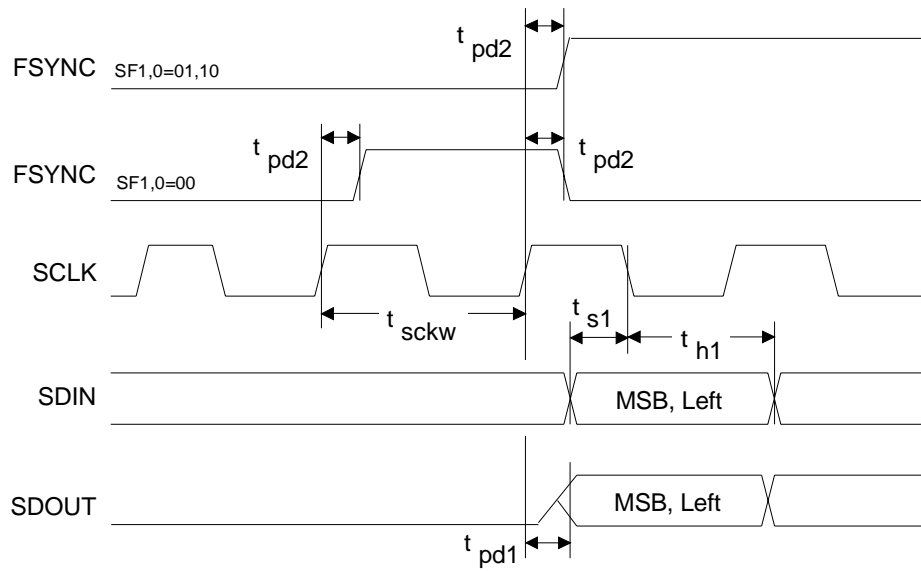 t pd2
FSYNC SF1,0=01,10
t pd2 t pd2
FSYNC SF1,0=00
SCLK
t sckw t s1 t h1
SDIN MSB, Left
SDOUT MSB, Left
t pd1